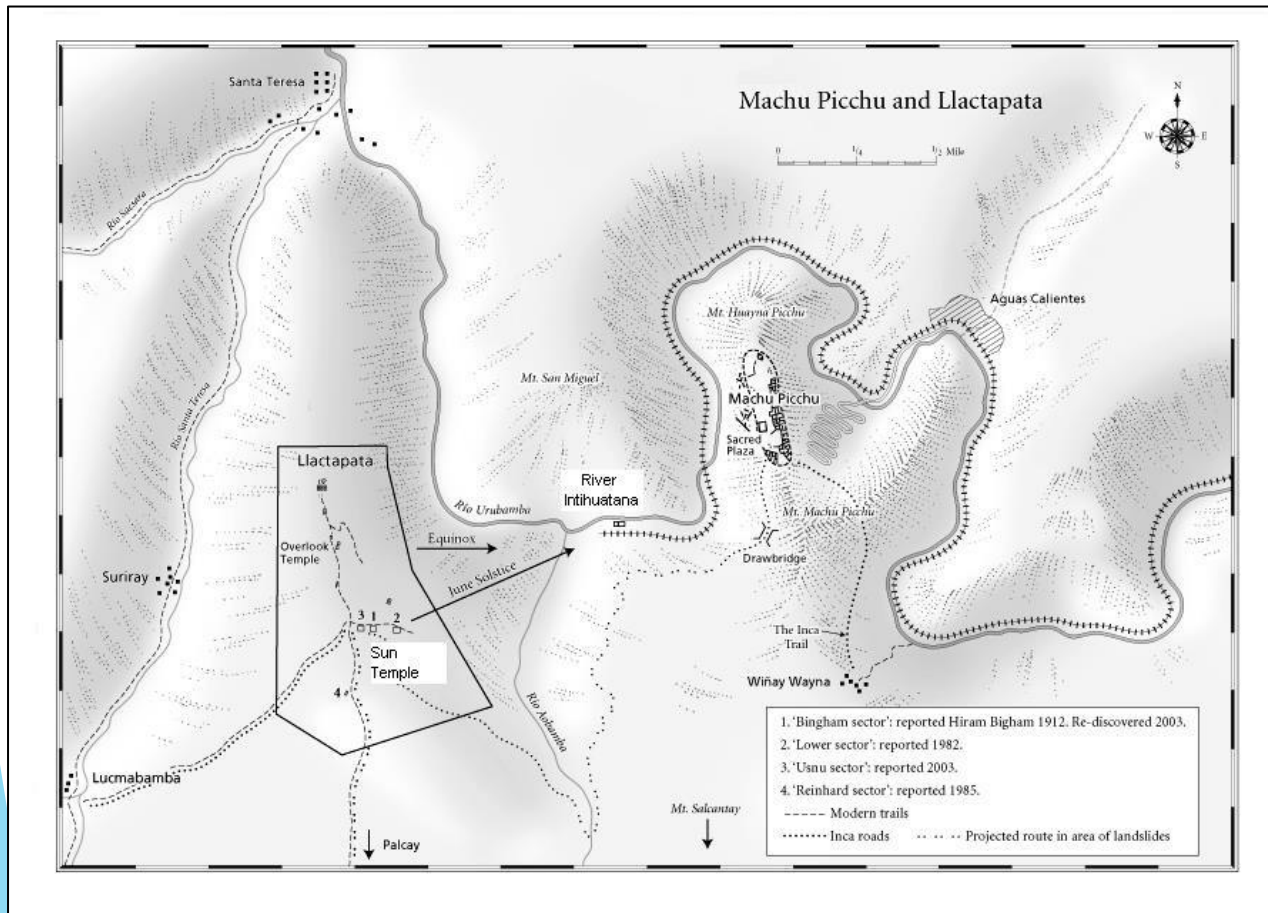 Machu Picchu and Llactapata
0 1/4 1/2 Mile
N
W E
S
Santa Teresa
Río Sacsara
Río Santa Teresa
Aguas Calientes
Mt. Huayna Picchu
Mt. San Miguel
Machu Picchu
Sacred
Plaza
Llactapata
River
Intihuatana
Río Urubamba
Mt. Machu Picchu
Equinox
Drawbridge
Overlook
Temple
June Solstice
Suriray
3 1 2
Sun
Temple
The Inca
Trail
4
Wiñay Wayna
Río Aobamba
Lucmabamba
Mt. Salcantay
Palcay
1. 'Bingham sector': reported Hiram Bigham 1912. Re-discovered 2003.
2. 'Lower sector': reported 1982.
3. 'Usnu sector': reported 2003.
4. 'Reinhard sector': reported 1985.
Modern trails
Inca roads Projected route in area of landslides